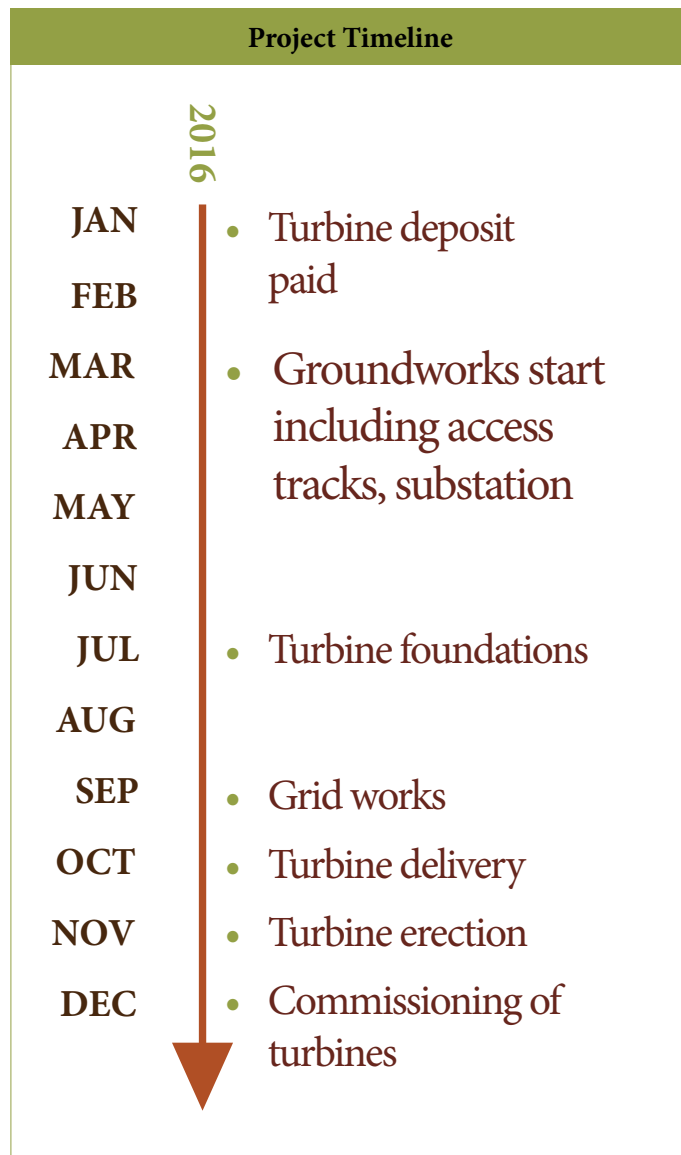 Project Timeline
2016
JAN
• Turbine deposit
paid
FEB
MAR
• Groundworks start
including access
tracks, substation
APR
MAY
JUN
JUL
• Turbine foundations
AUG
SEP
• Grid works
OCT
• Turbine delivery
NOV
• Turbine erection
DEC
• Commissioning of
turbines